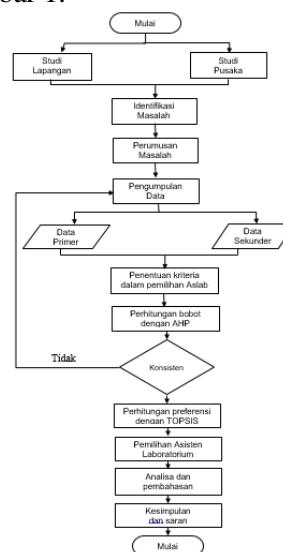 bar 1.
Mulai
Studi
Lapangan
Studi
Pusaka
Identifikasi
Masalah
Perumusan
Masalah
Pengumpulan
Data
Data
Primer
Data
Sekunder
Penentuan kriteria
dalam pemilihan Aslab
Perhitungan bobot
dengan AHP
Tidak
Konsisten
Perhitungan preferensi
dengan TOPSIS
Pemilihan Asisten
Laboratorium
Analisa dan
pembahasan
Kesimpulan
dan saran
Mulai